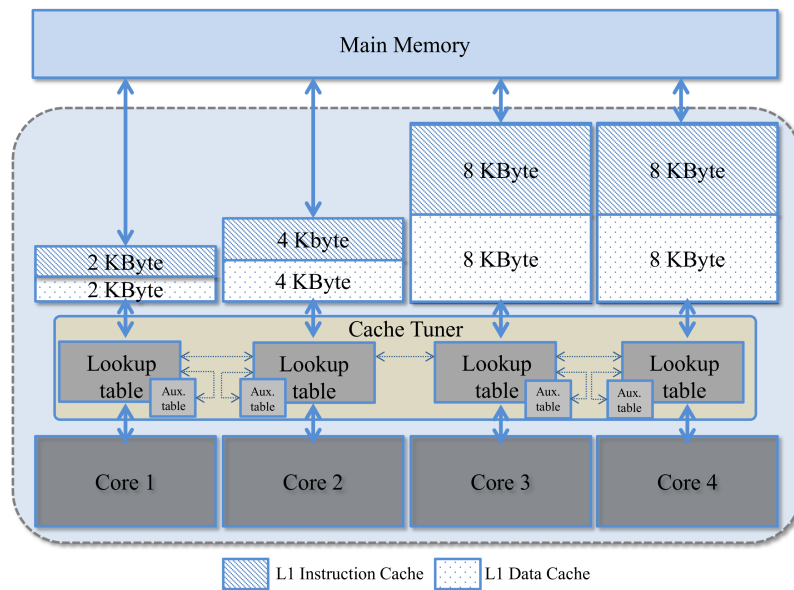 Main Memory
8 KByte
8 KByte
4 Kbyte
2 KByte
8 KByte
8 KByte
4 KByte
2 KByte
Cache Tuner
Lookup
table
Aux.
table
Lookup
table
Aux.
table
Lookup
table
Aux.
table
Lookup
table
Aux.
table
Core 1
Core 2
Core 3
Core 4
L1 Instruction Cache
L1 Data Cache